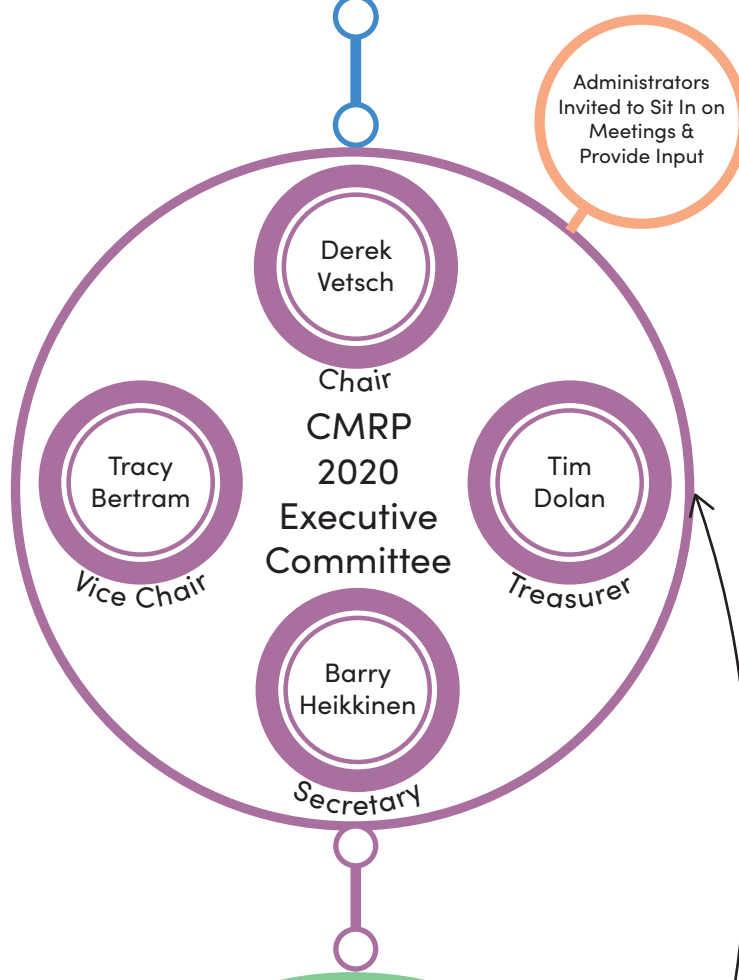 Administrators
Invited to Sit In on
Meetings &
Provide Input
Derek
Vetsch
Chair
CMRP
2020
Executive
Committee
Tracy
Bertram
Vice Chair
Tim
Dolan
Treasurer
Barry
Heikkinen
Secretary